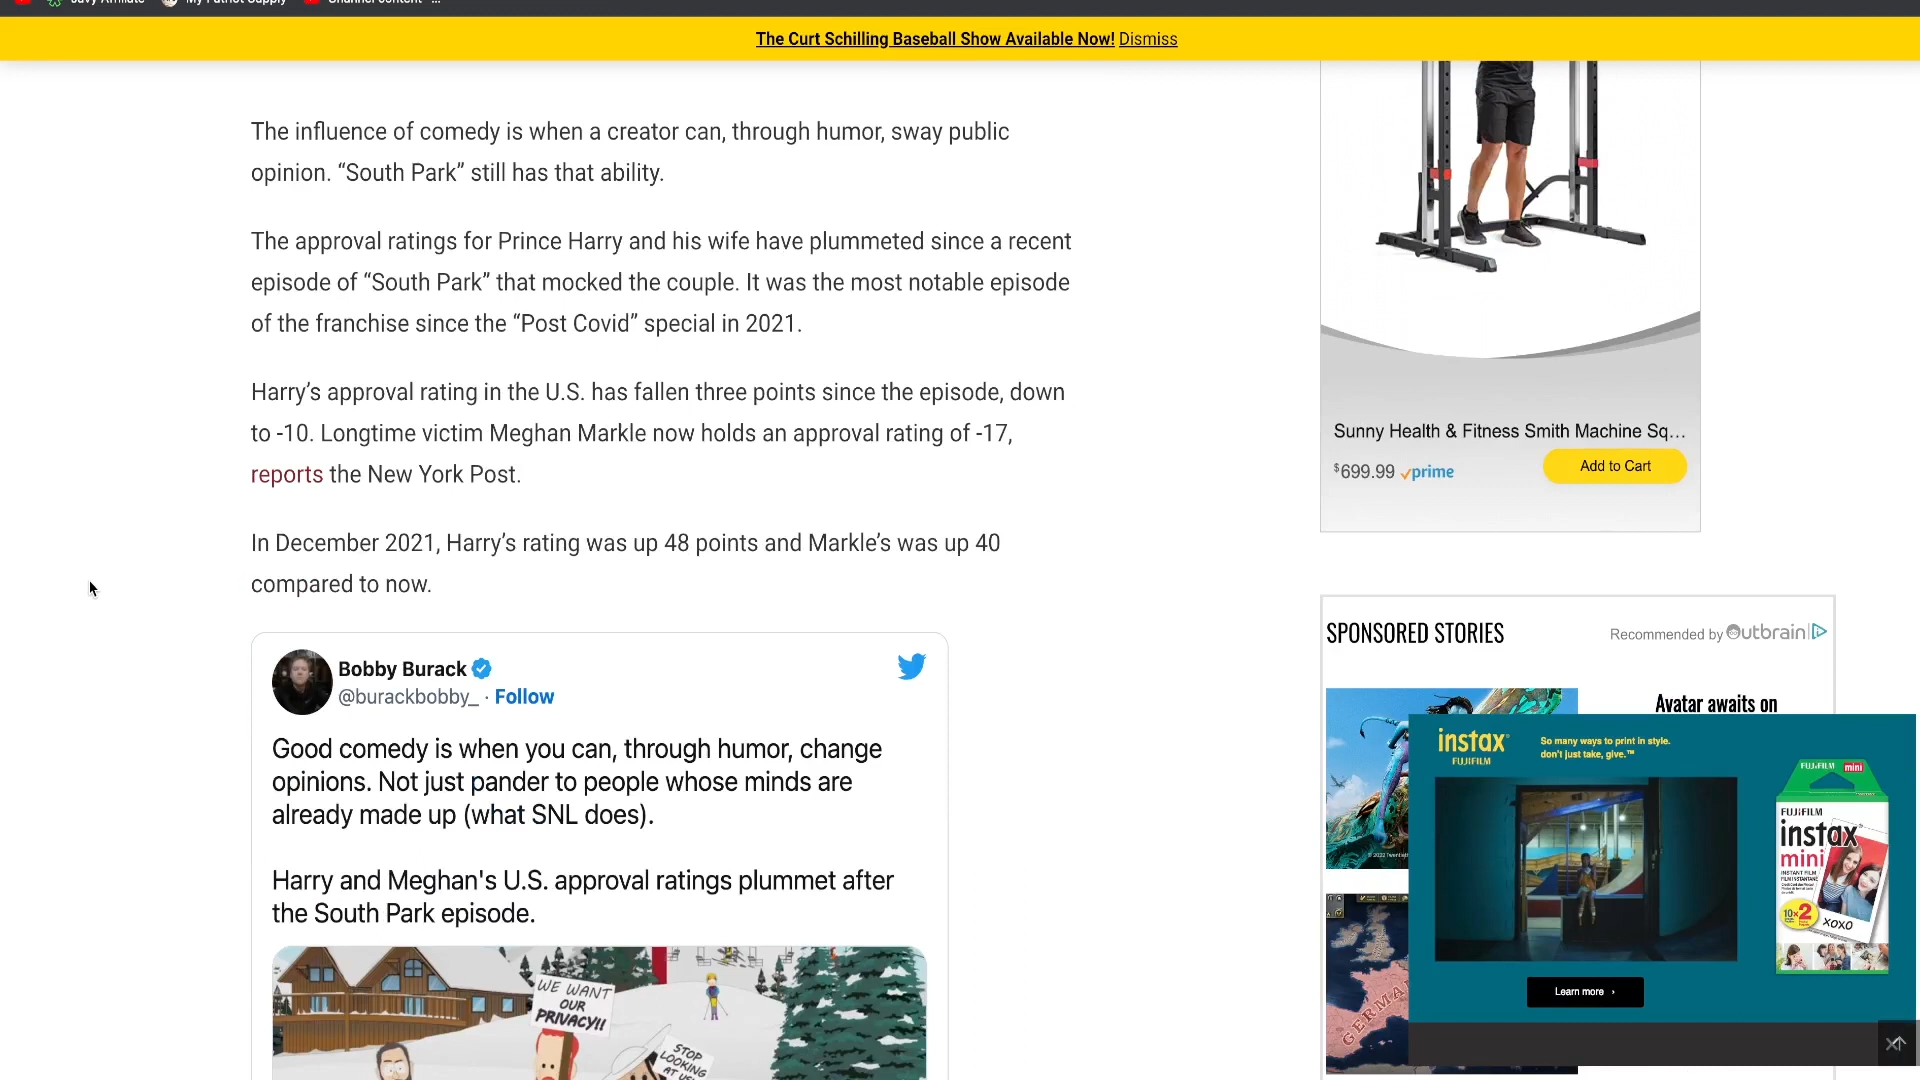 The Curt Schilling Baseball Show Available Now! Dismiss
The influence of comedy is when a creator can, through humor, sway public
opinion. “South Park” still has that ability.
The approval ratings for Prince Harry and his wife have plummeted since a recent
episode of “South Park” that mocked the couple. It was the most notable episode
of the franchise since the “Post Covid” special in 2021.
Harry’s approval rating in the U.S. has fallen three points since the episode, down
to -10. Longtime victim Meghan Markle now holds an approval rating of -17,
reports the New York Post.
In December 2021, Harry’s rating was up 48 points and Markle’s was up 40
compared to now.
Bobby Burack
@burackbobby_ · Follow
Good comedy is when you can, through humor, change
opinions. Not just pander to people whose minds are
already made up (what SNL does).
Harry and Meghan's U.S. approval ratings plummet after
the South Park episode.
WE WANT
OUR
PRIVACY!!
STOP
LOOKING
AT US!
Sunny Health & Fitness Smith Machine Sq...
$699.99 prime
Add to Cart
SPONSORED STORIES
Recommended by Outbrain
Avatar awaits on
instax
FUJIFILM
So many ways to print in style.
don't just take, give.™
FUJIFILM mini
FUJIFILM
instax
mini
INSTANT FILM
FILM INSTANTANÉ
10x2
XOXO
Learn more ›
GERMA